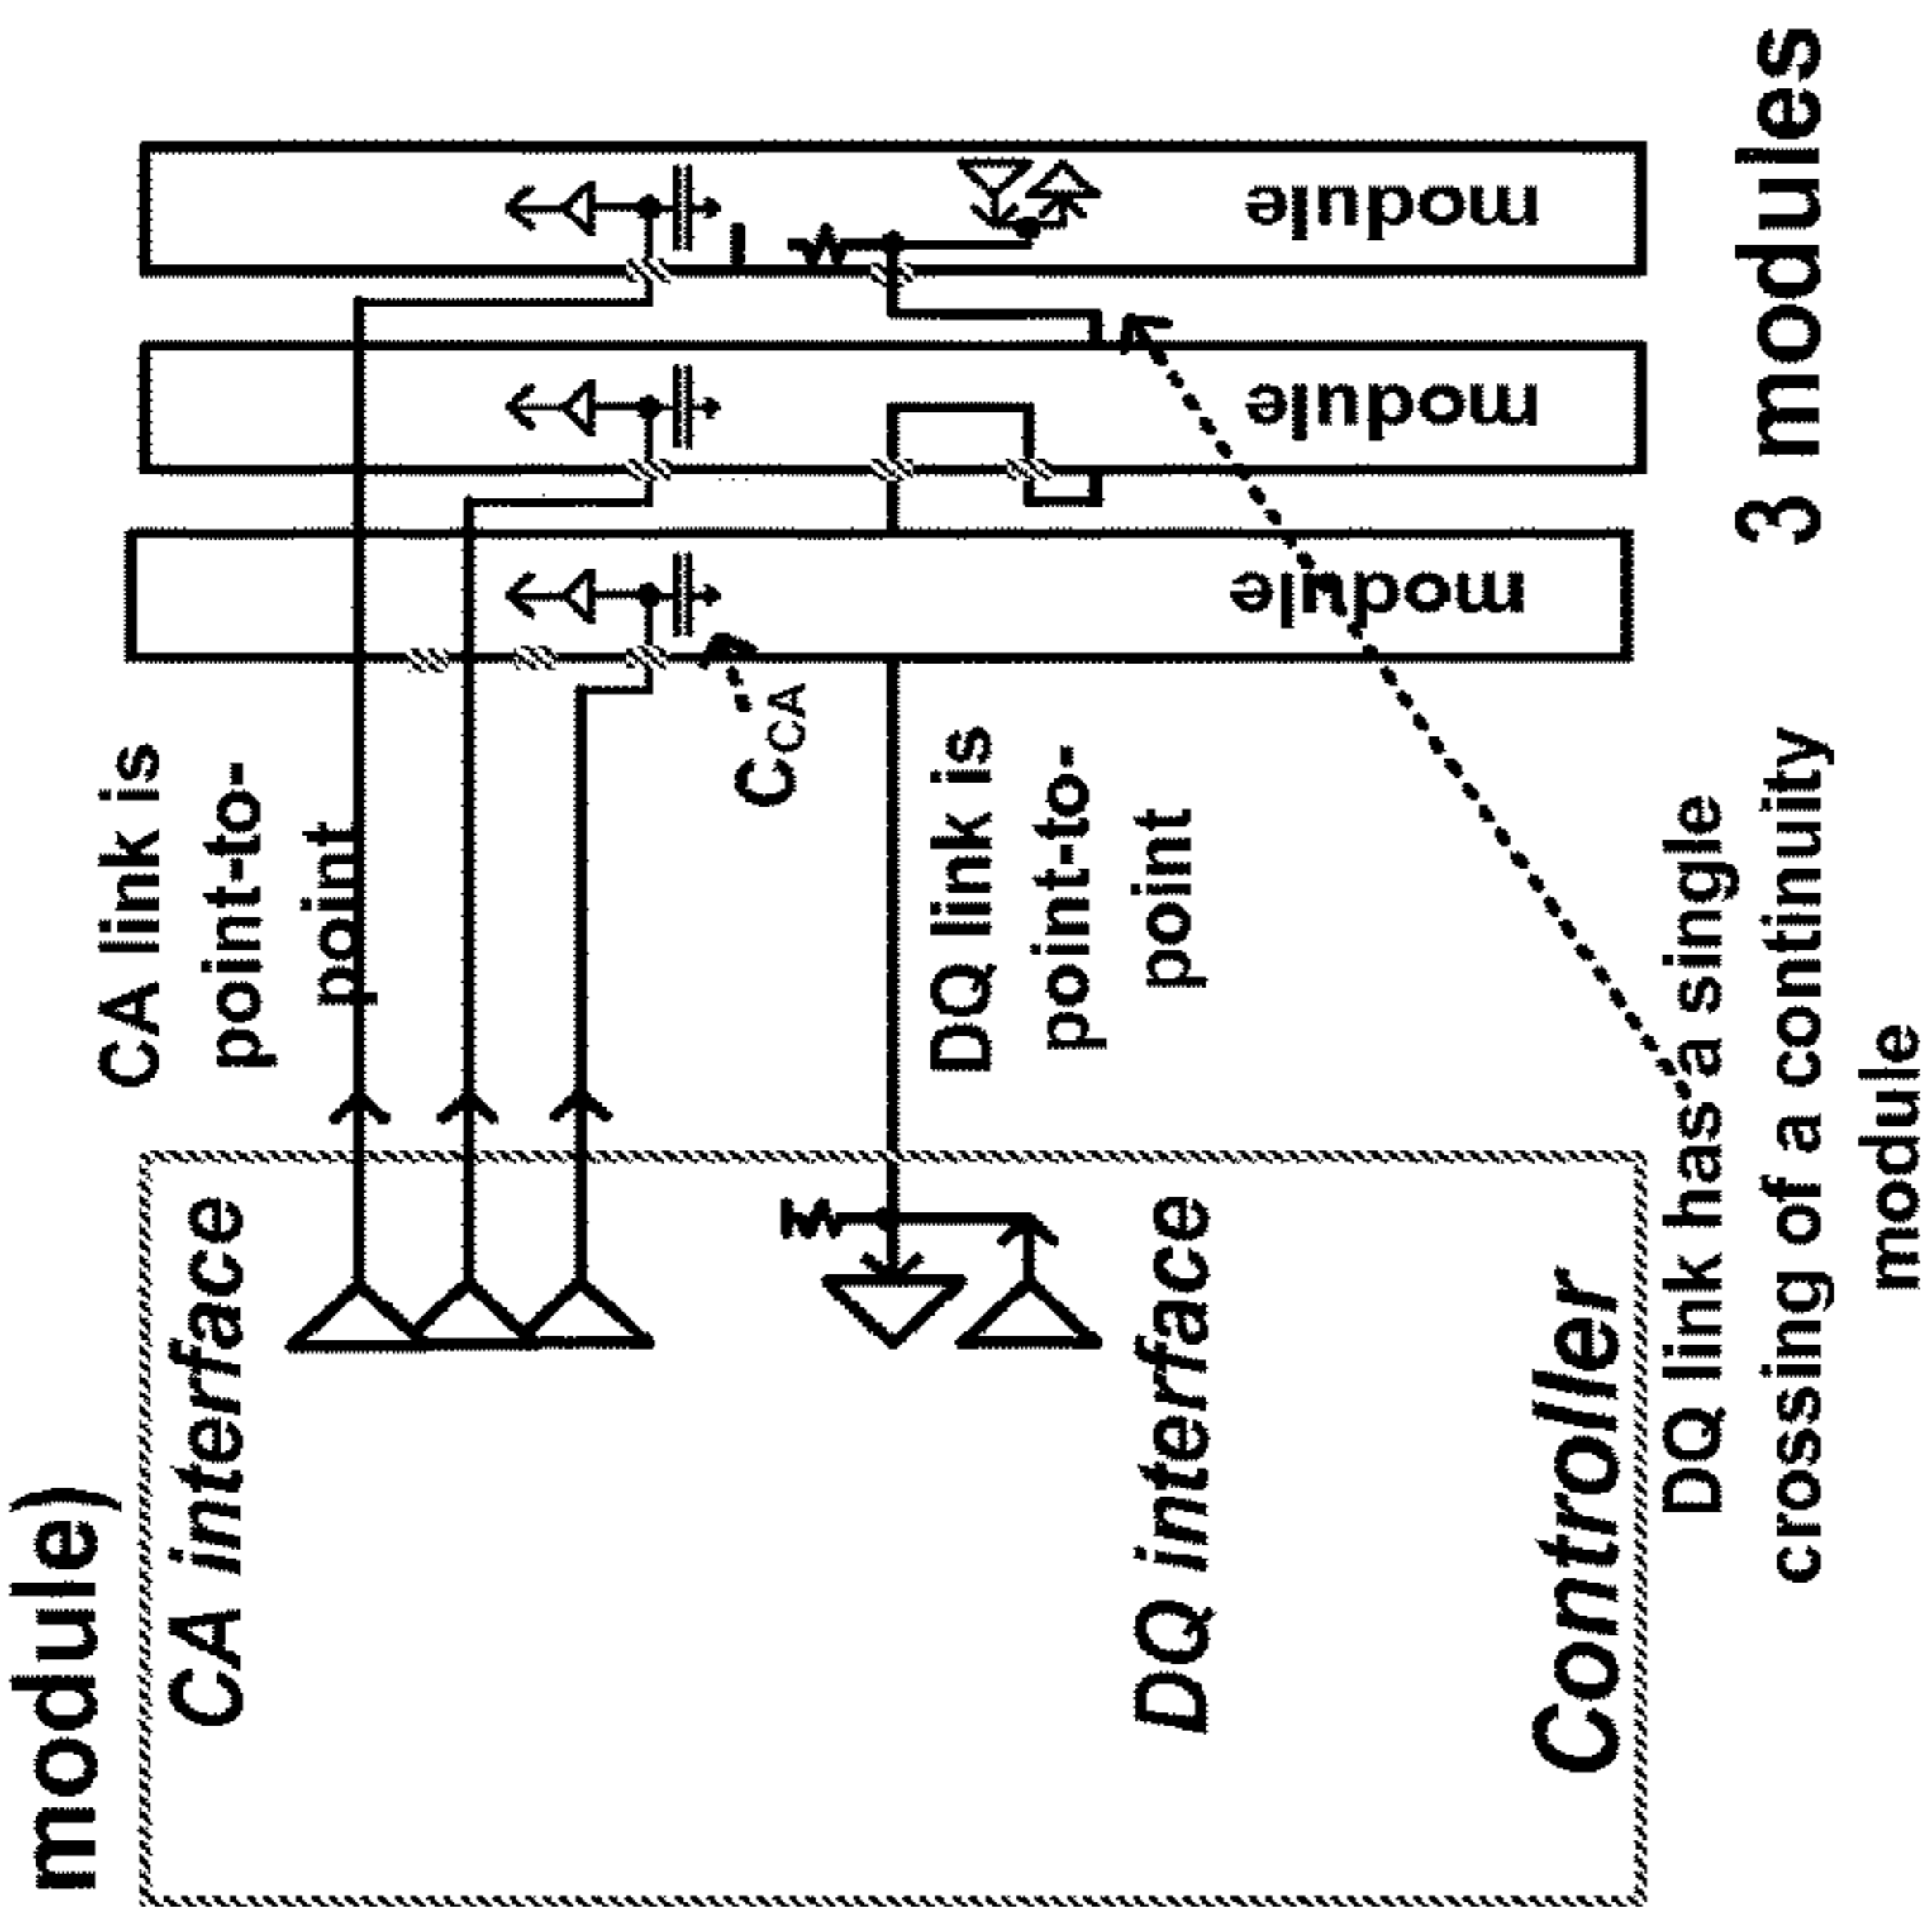 module)
CA interface
CA link is
point-to-
point
CCA
DQ link is
point-to-
point
DQ interface
Controller
module
module
module
DQ link has a single
crossing of a continuity
module
3 modules